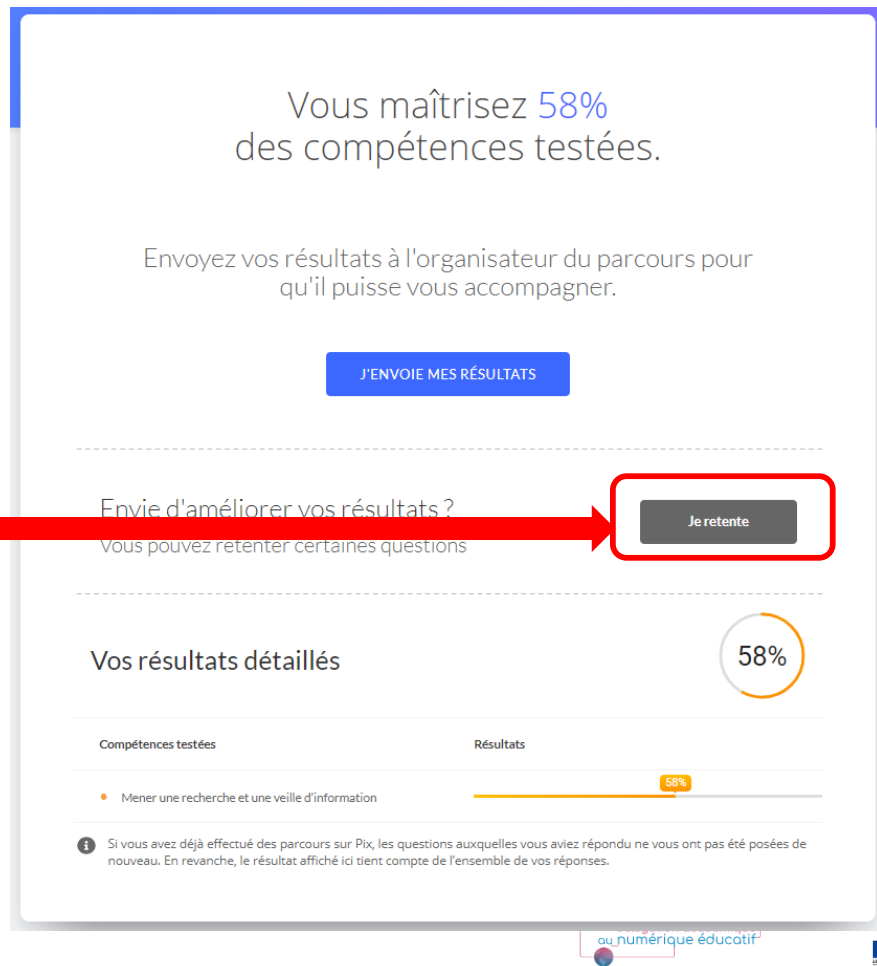 Vous maîtrisez 58%
des compétences testées.
Envoyez vos résultats à l'organisateur du parcours pour
qu'il puisse vous accompagner.
J'ENVOIE MES RÉSULTATS
Envie d'améliorer vos résultats ?
Vous pouvez retenter certaines questions
Je retente
Vos résultats détaillés
58%
Compétences testées
Résultats
58%
Mener une recherche et une veille d'information
Si vous avez déjà effectué des parcours sur Pix, les questions auxquelles vous aviez répondu ne vous ont pas été posées de
nouveau. En revanche, le résultat affiché ici tient compte de l'ensemble de vos réponses.
au numérique éducatif